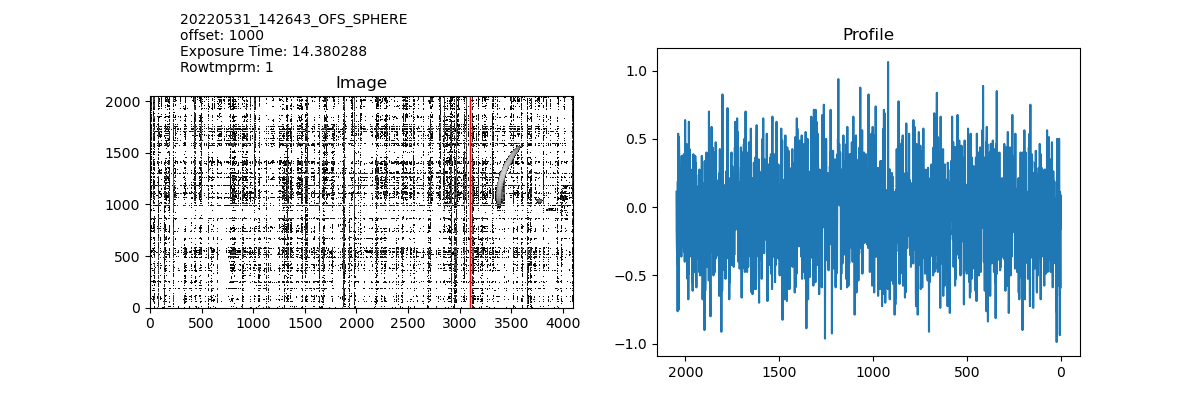 20220531_142643_OFS_SPHERE
offset: 1000
Exposure Time: 14.380288
Rowtmprm: 1
Image
2000
1500
1000
500
0
0 500 1000 1500 2000 2500 3000 3500 4000
Profile
1.0
0.5
0.0
−0.5
−1.0
2000 1500 1000 500 0